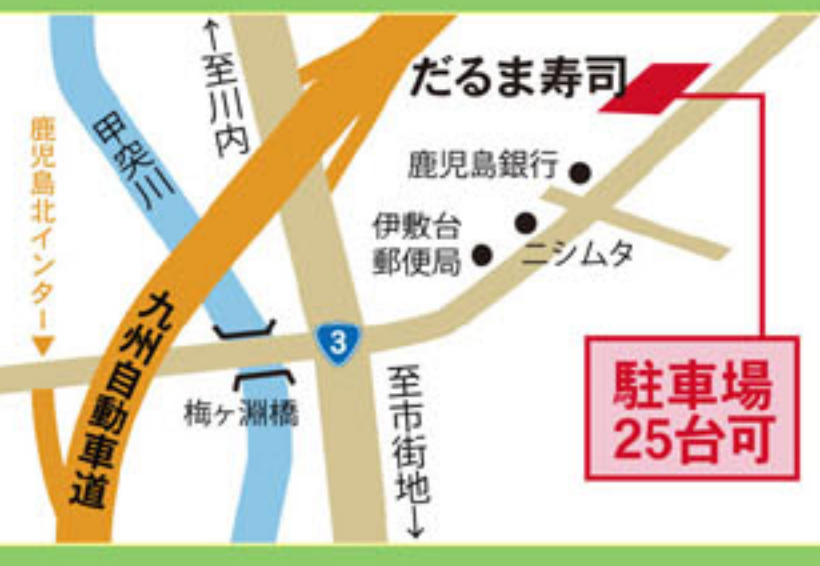 ↑至川内
だるま寿司
甲突川
鹿児島北インター▼
鹿児島銀行
伊敷台
郵便局
ニシムタ
九州自動車道
3
梅ヶ淵橋
至市街地↓
駐車場
25台可